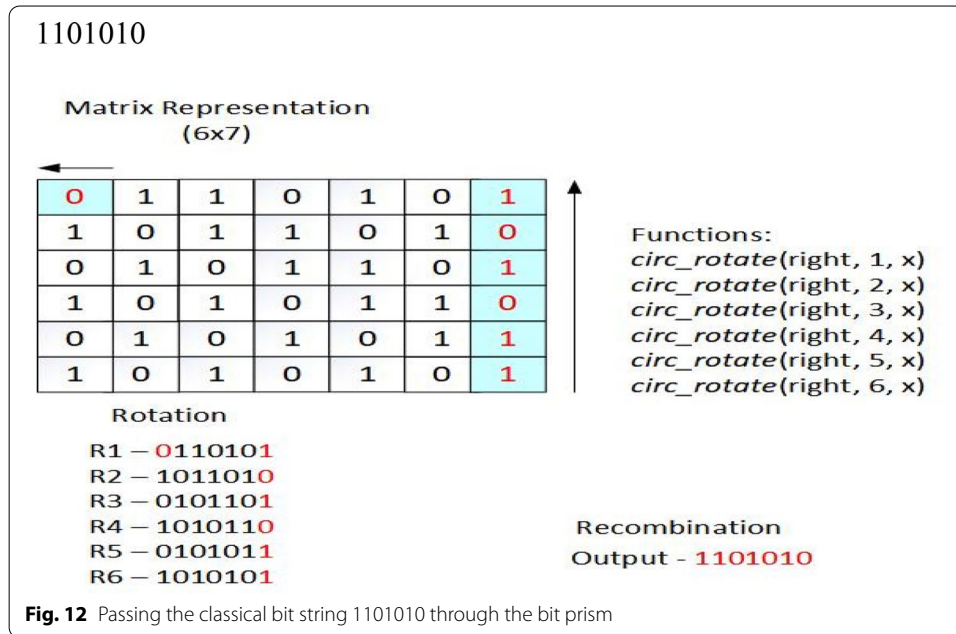 1101010
Matrix Representation
(6x7)
0 1 1 0 1 0 1
1 0 1 1 0 1 0
0 1 0 1 1 0 1
1 0 1 0 1 1 0
0 1 0 1 0 1 1
1 0 1 0 1 0 1
Functions:
circ_rotate(right, 1, x)
circ_rotate(right, 2, x)
circ_rotate(right, 3, x)
circ_rotate(right, 4, x)
circ_rotate(right, 5, x)
circ_rotate(right, 6, x)
Rotation
R1 – 0110101
R2 – 1011010
R3 – 0101101
R4 – 1010110
R5 – 0101011
R6 – 1010101
Recombination
Output - 1101010
Fig. 12 Passing the classical bit string 1101010 through the bit prism